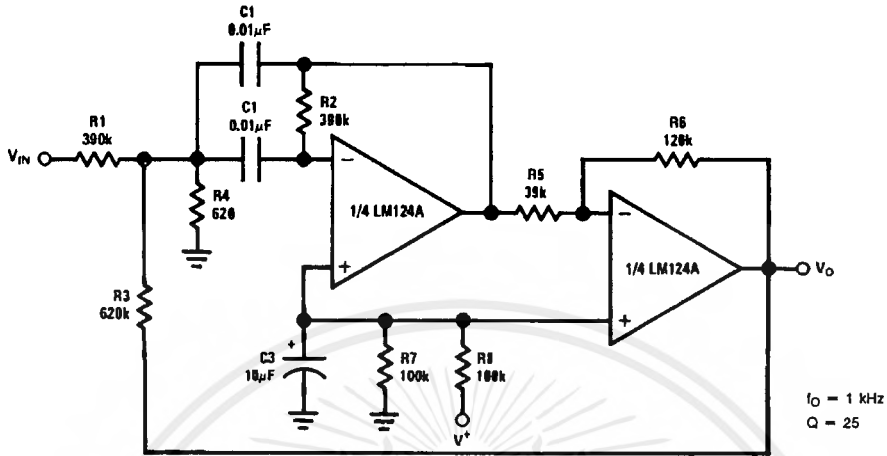 C1
0.01µF
C1
0.01µF
R1
390k
R2
390k
VIN
R4
620
1/4 LM124A
R5
39k
R6
120k
1/4 LM124A
VO
R3
620k
C3
10µF
R7
100k
R8
100k
V+
fO = 1 kHz
Q = 25
+
−
+
−
+